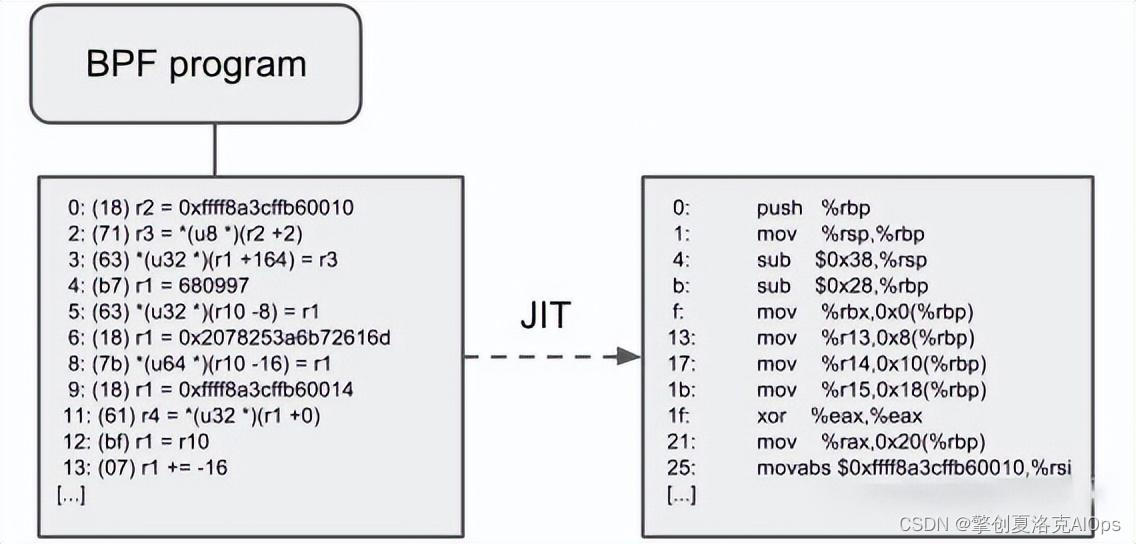 BPF program
0: (18) r2 = 0xffff8a3cffb60010
2: (71) r3 = *(u8 *)(r2 +2)
3: (63) *(u32 *)(r1 +164) = r3
4: (b7) r1 = 680997
5: (63) *(u32 *)(r10 -8) = r1
6: (18) r1 = 0x2078253a6b72616d
8: (7b) *(u64 *)(r10 -16) = r1
9: (18) r1 = 0xffff8a3cffb60014
11: (61) r4 = *(u32 *)(r1 +0)
12: (bf) r1 = r10
13: (07) r1 += -16
[...]
JIT
0: push %rbp
1: mov %rsp,%rbp
4: sub $0x38,%rsp
b: sub $0x28,%rbp
f: mov %rbx,0x0(%rbp)
13: mov %r13,0x8(%rbp)
17: mov %r14,0x10(%rbp)
1b: mov %r15,0x18(%rbp)
1f: xor %eax,%eax
21: mov %rax,0x20(%rbp)
25: movabs $0xffff8a3cffb60010,%rsi
[...]
CSDN @擎创夏洛克AIOps